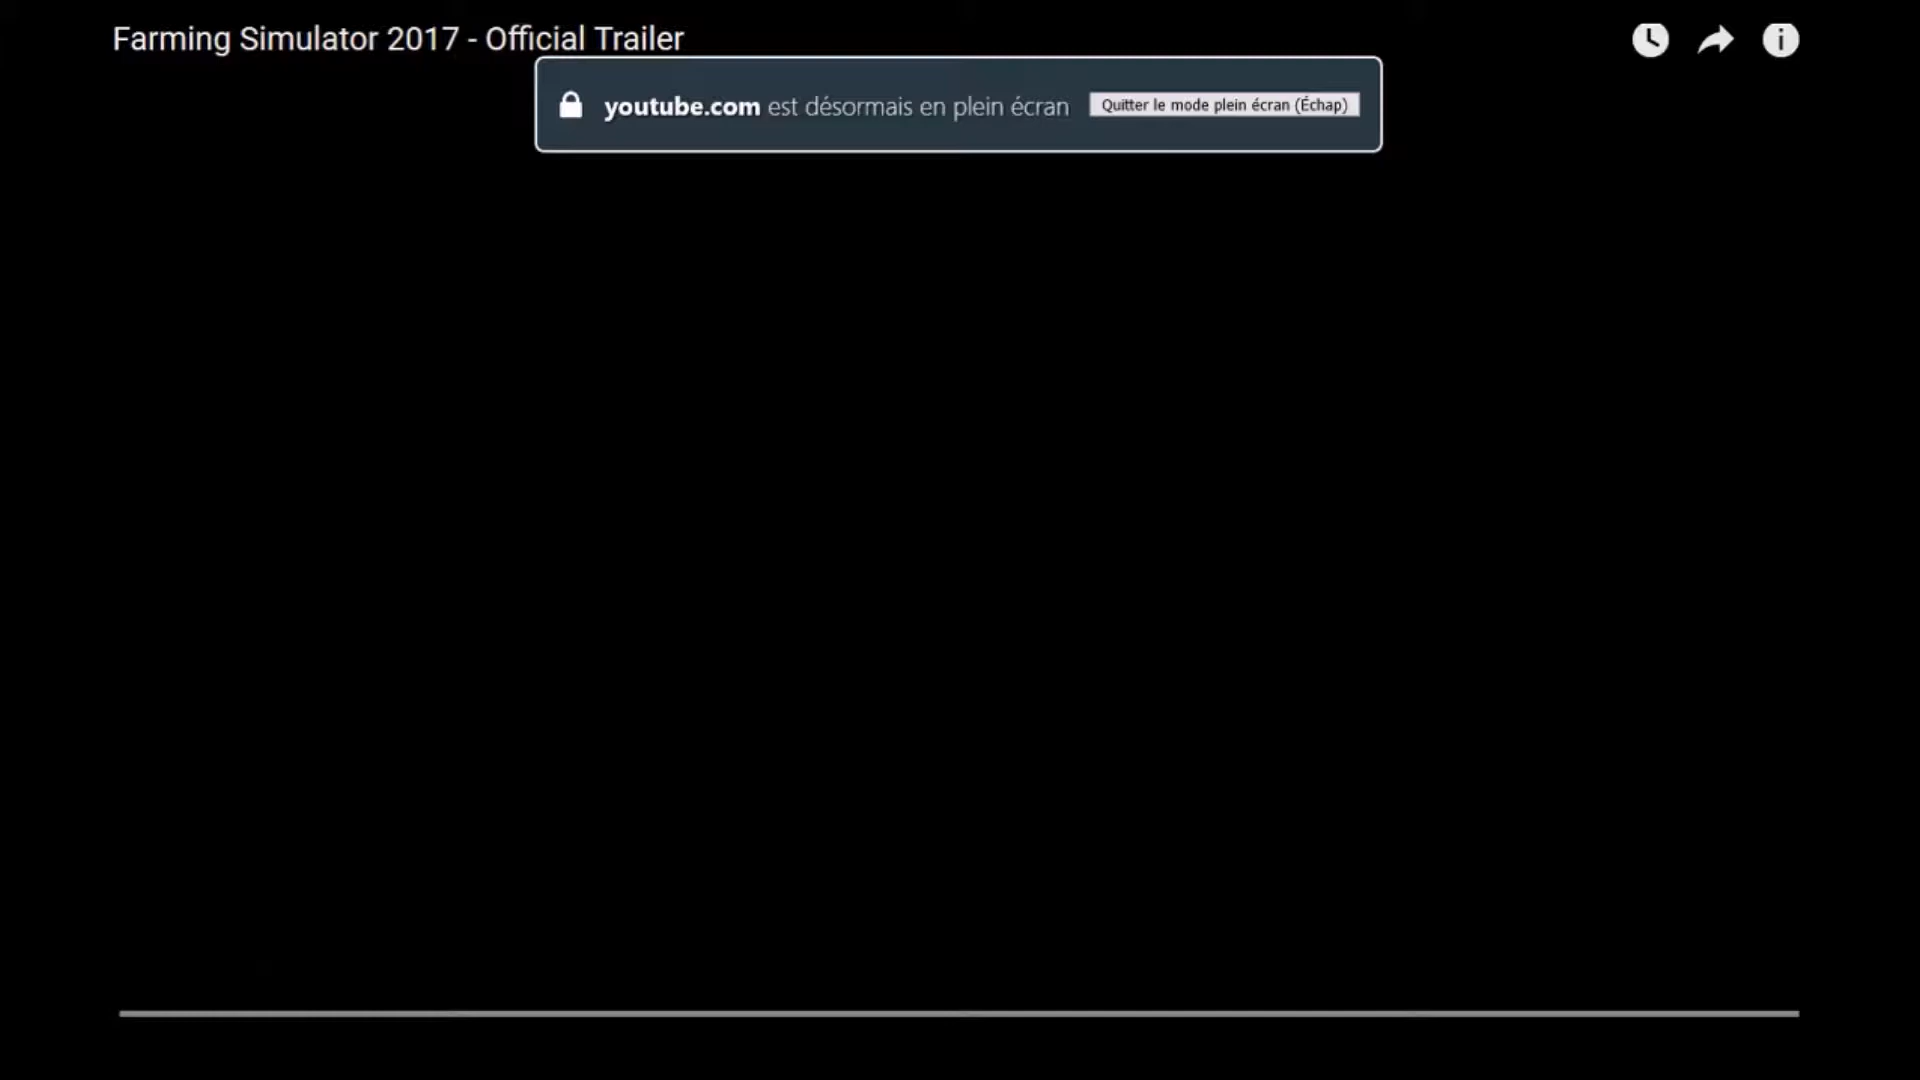 Farming Simulator 2017 - Official Trailer
youtube.com est désormais en plein écran Quitter le mode plein écran (Échap)